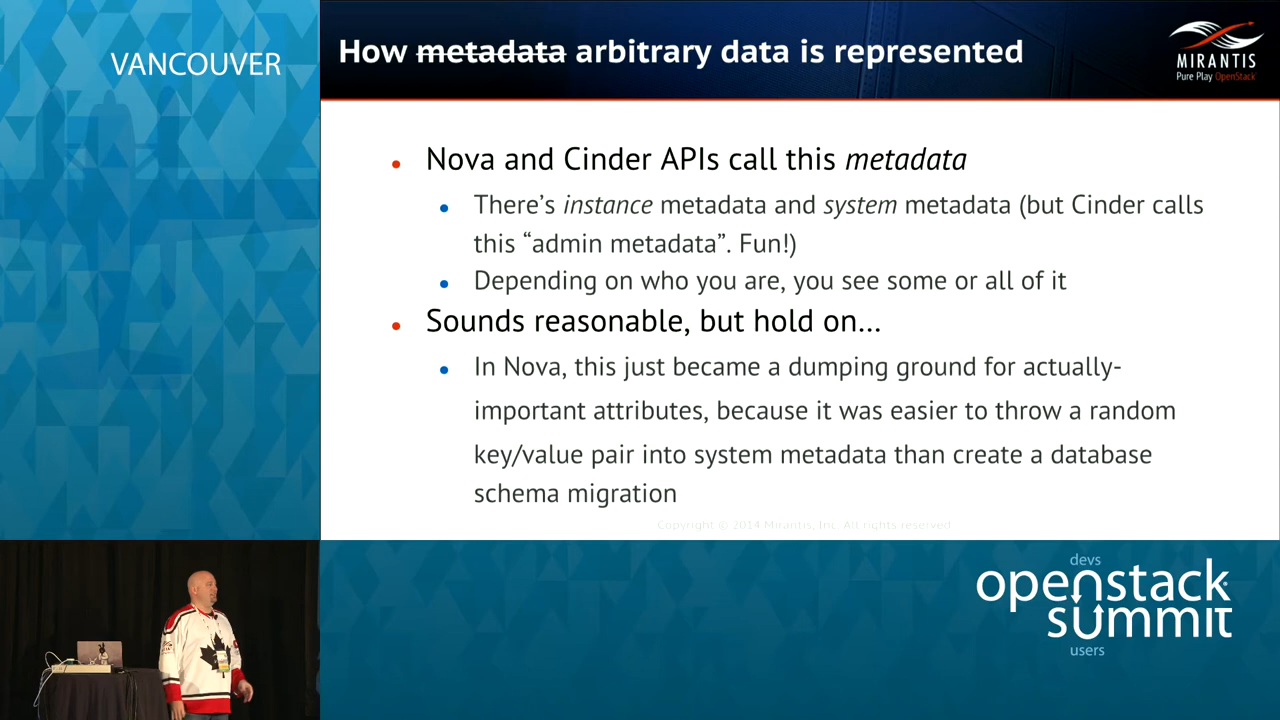 VANCOUVER
How metadata arbitrary data is represented
MIRANTIS
Pure Play OpenStack
• Nova and Cinder APIs call this metadata
• There’s instance metadata and system metadata (but Cinder calls
this “admin metadata”. Fun!)
• Depending on who you are, you see some or all of it
• Sounds reasonable, but hold on…
• In Nova, this just became a dumping ground for actually-
important attributes, because it was easier to throw a random
key/value pair into system metadata than create a database
schema migration
Copyright © 2014 Mirantis, Inc. All rights reserved
devs
openstack
summit
users